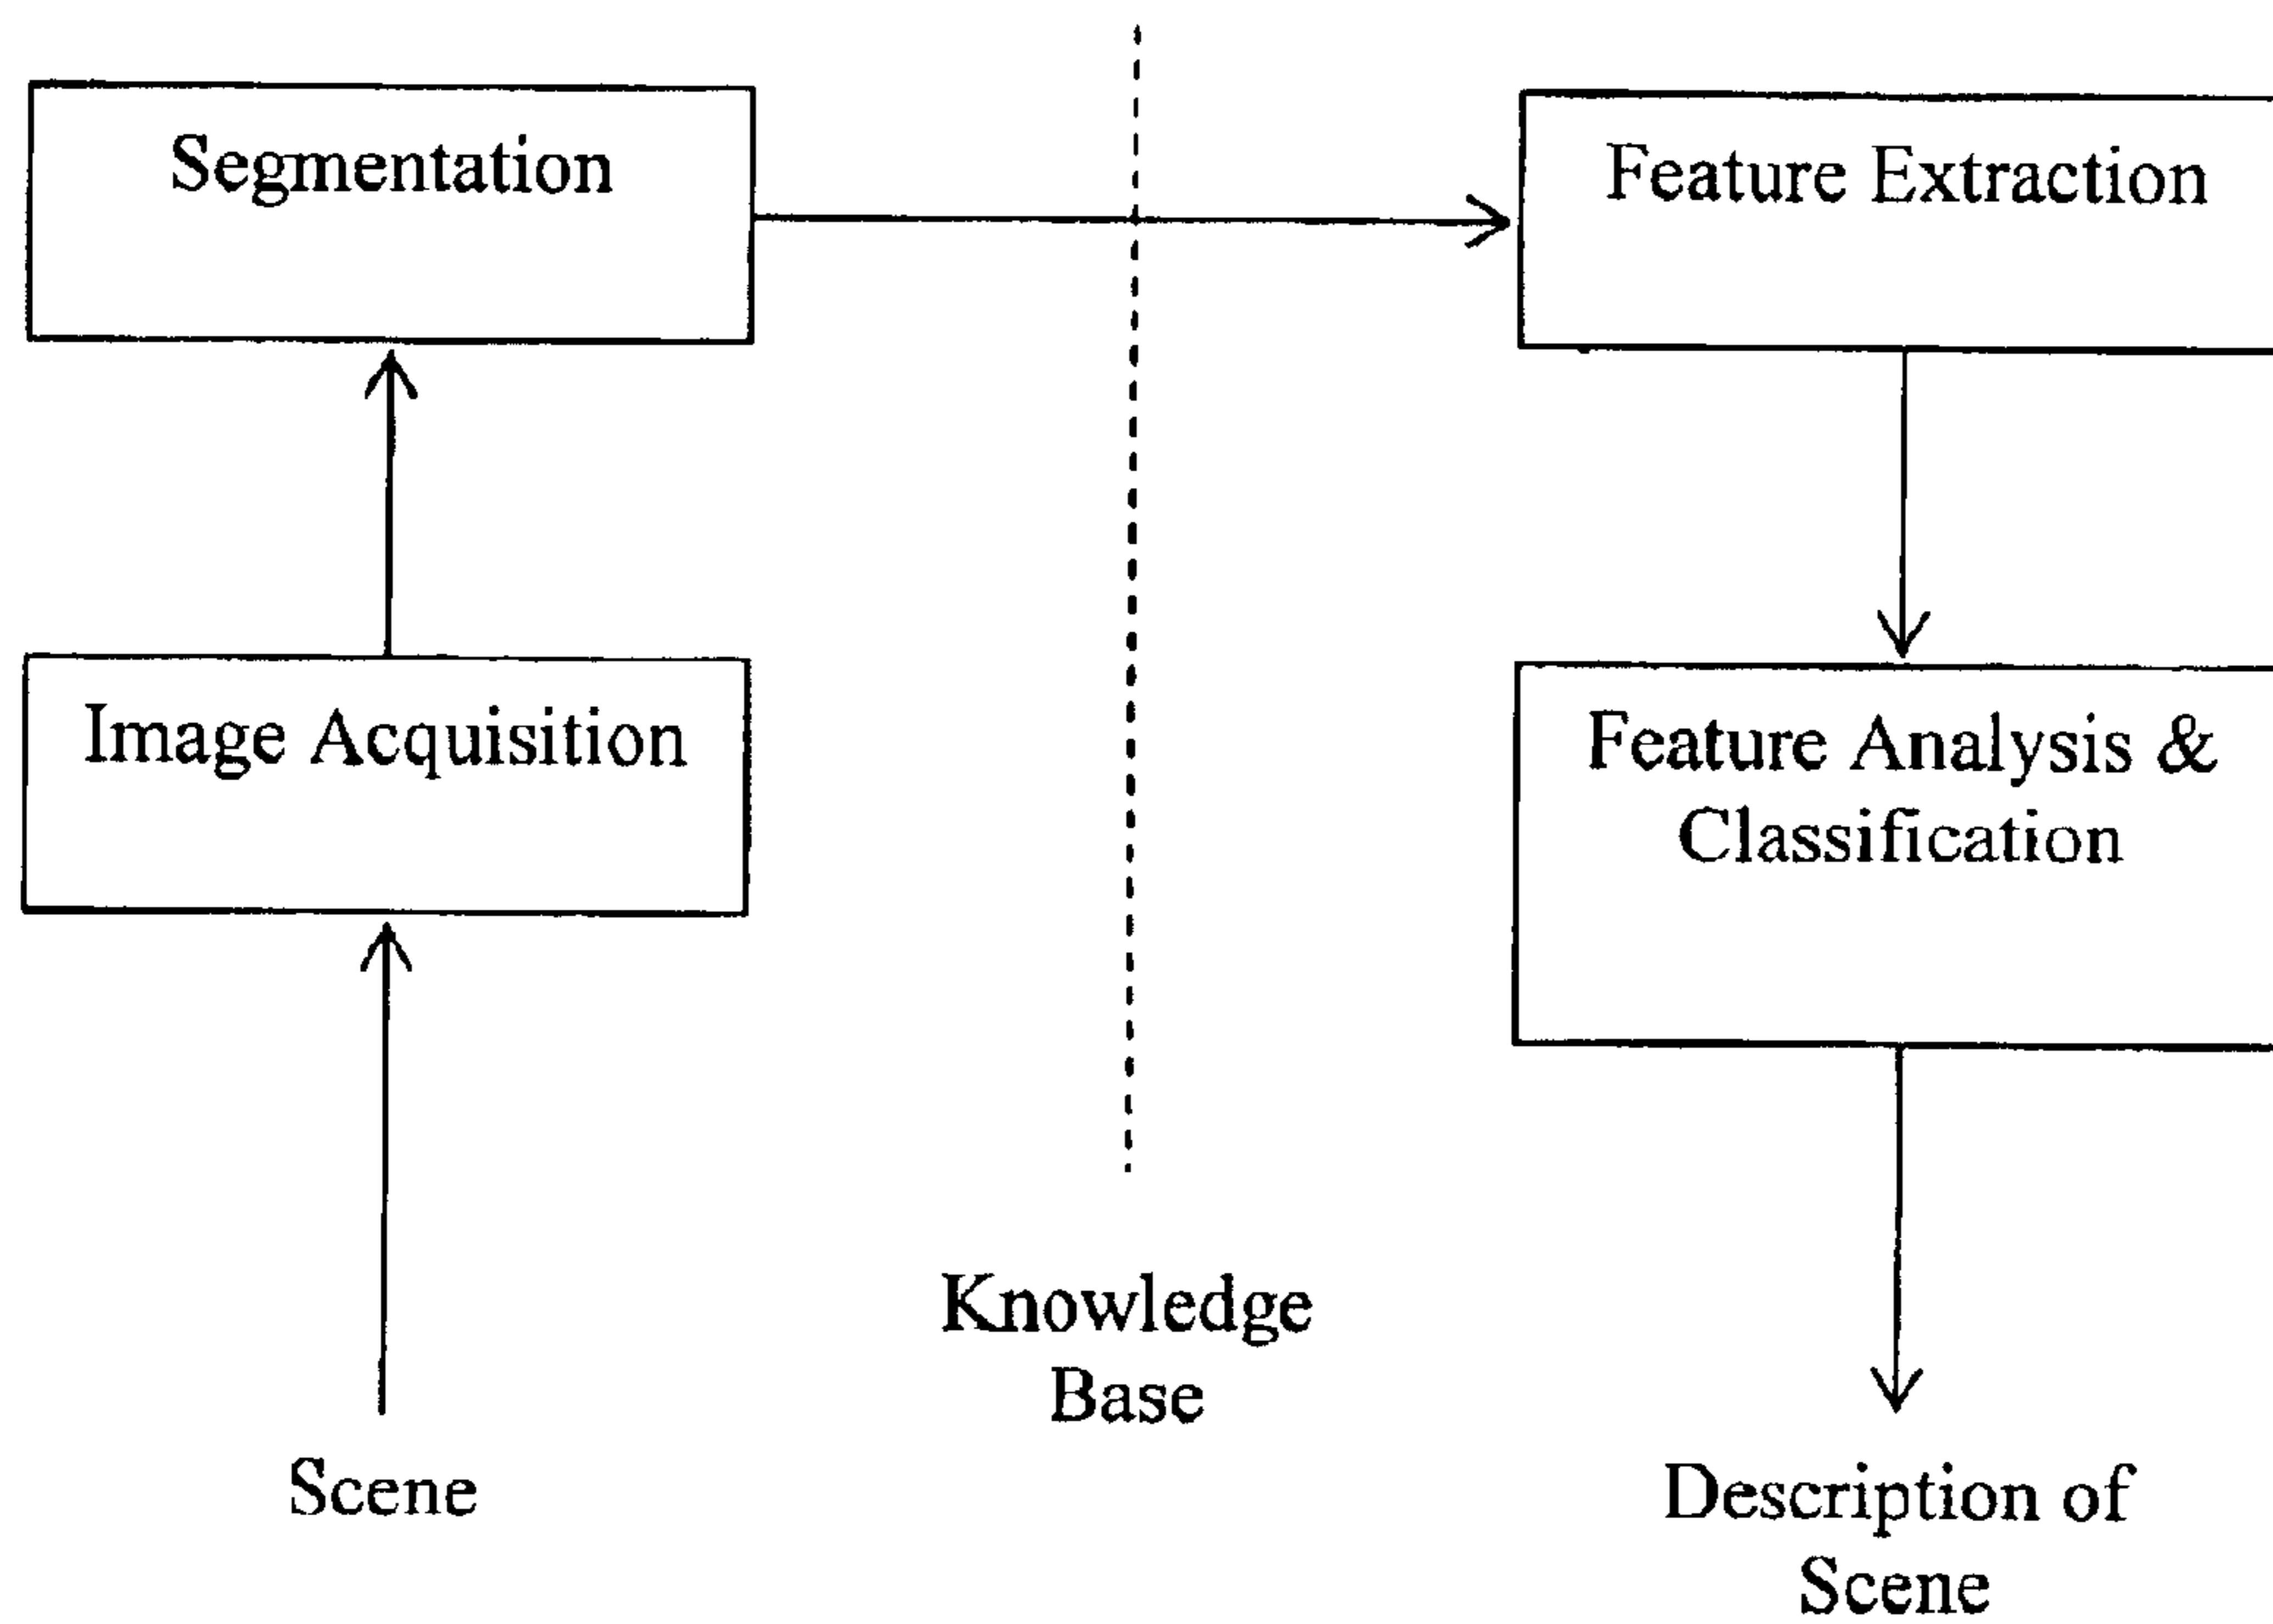 Segmentation
Feature Extraction
Image Acquisition
Feature Analysis &
Classification
Knowledge
Base
Scene
Description of
Scene